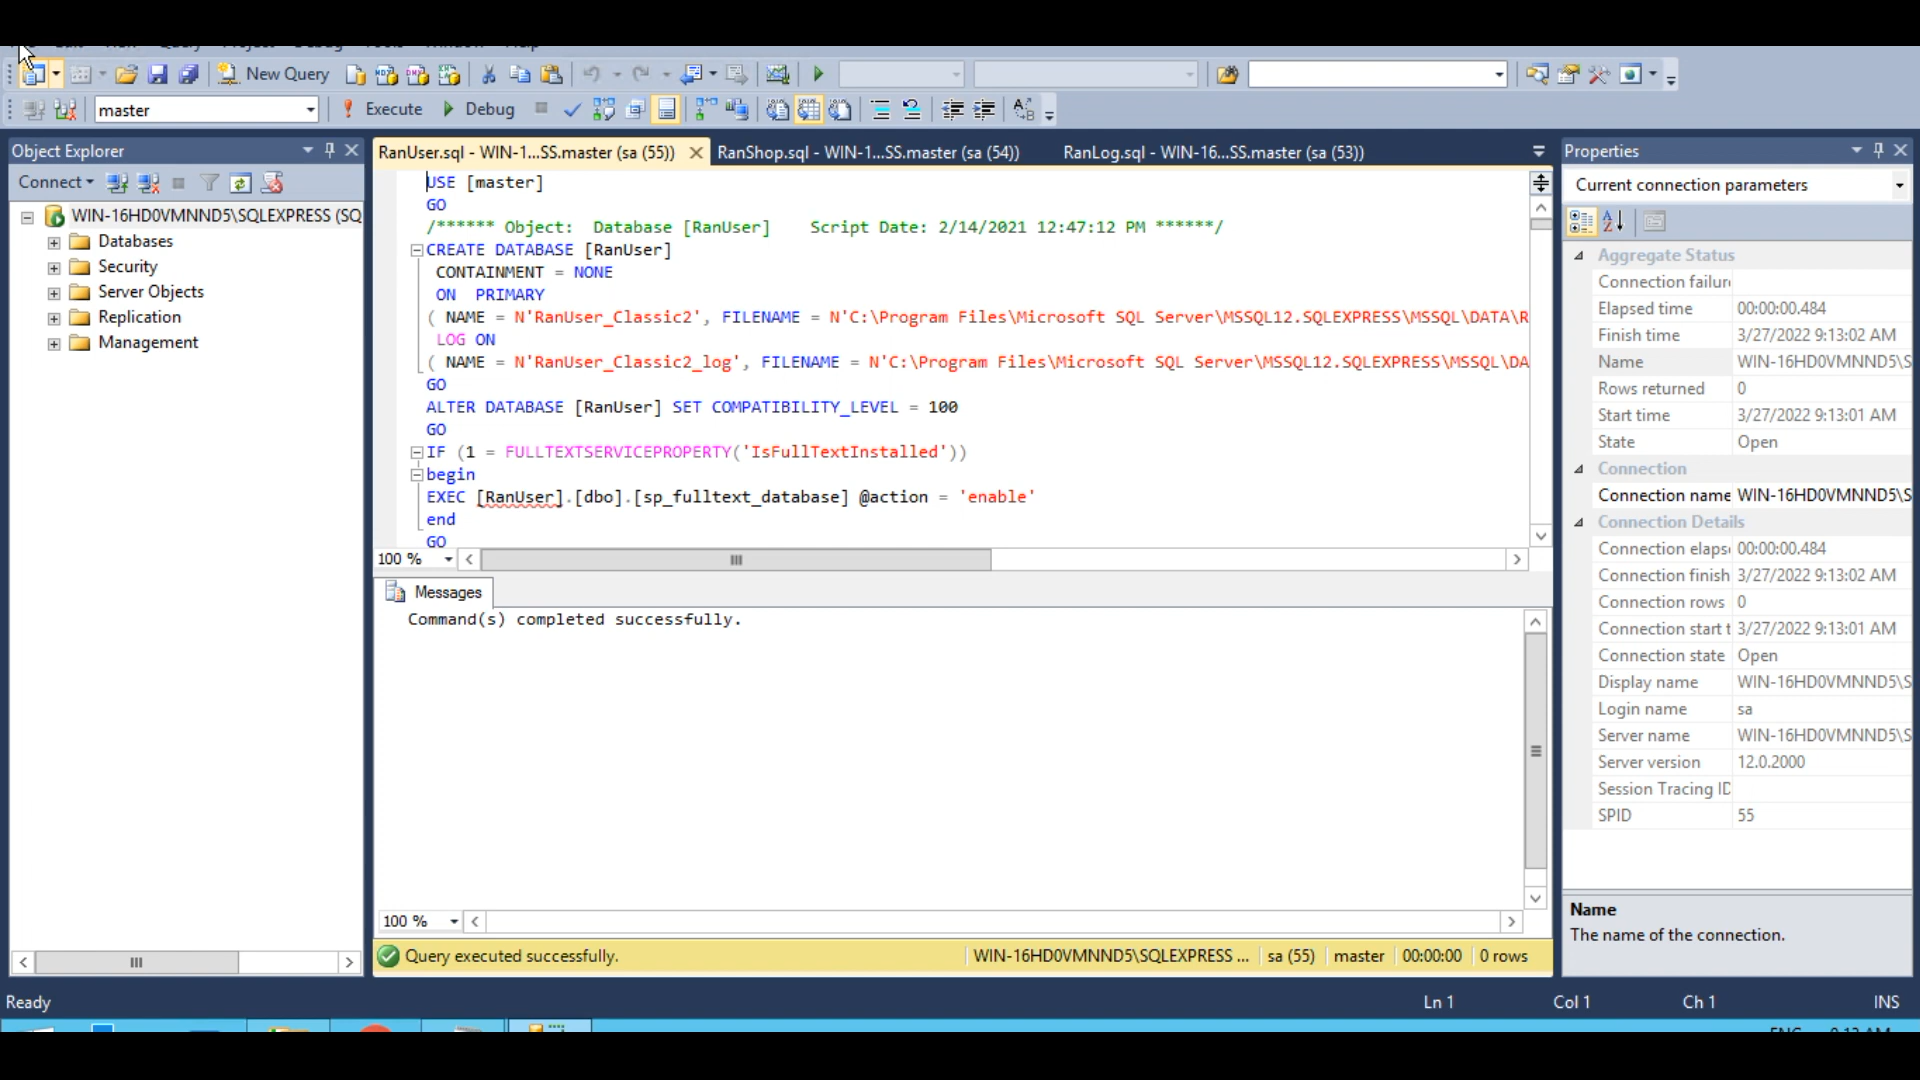 New Query
master
Execute
Debug
Object Explorer
Connect
WIN-16HD0VMNND5\SQLEXPRESS (SQ
Databases
Security
Server Objects
Replication
Management
RanUser.sql - WIN-1...SS.master (sa (55))
RanShop.sql - WIN-1...SS.master (sa (54))
RanLog.sql - WIN-16...SS.master (sa (53))
USE [master]
GO
/****** Object:  Database [RanUser]    Script Date: 2/14/2021 12:47:12 PM ******/
CREATE DATABASE [RanUser]
CONTAINMENT = NONE
ON  PRIMARY
( NAME = N'RanUser_Classic2', FILENAME = N'C:\Program Files\Microsoft SQL Server\MSSQL12.SQLEXPRESS\MSSQL\DATA\R
LOG ON
( NAME = N'RanUser_Classic2_log', FILENAME = N'C:\Program Files\Microsoft SQL Server\MSSQL12.SQLEXPRESS\MSSQL\DA
GO
ALTER DATABASE [RanUser] SET COMPATIBILITY_LEVEL = 100
GO
IF (1 = FULLTEXTSERVICEPROPERTY('IsFullTextInstalled'))
begin
EXEC [RanUser].[dbo].[sp_fulltext_database] @action = 'enable'
end
GO
100 %
Messages
Command(s) completed successfully.
100 %
Query executed successfully.
WIN-16HD0VMNND5\SQLEXPRESS ...
sa (55)
master
00:00:00
0 rows
Properties
Current connection parameters
Aggregate Status
Connection failur
Elapsed time 00:00:00.484
Finish time 3/27/2022 9:13:02 AM
Name WIN-16HD0VMNND5\S
Rows returned 0
Start time 3/27/2022 9:13:01 AM
State Open
Connection
Connection name WIN-16HD0VMNND5\S
Connection Details
Connection elaps 00:00:00.484
Connection finish 3/27/2022 9:13:02 AM
Connection rows 0
Connection start t 3/27/2022 9:13:01 AM
Connection state Open
Display name WIN-16HD0VMNND5\S
Login name sa
Server name WIN-16HD0VMNND5\S
Server version 12.0.2000
Session Tracing ID
SPID 55
Name
The name of the connection.
Ready
Ln 1
Col 1
Ch 1
INS